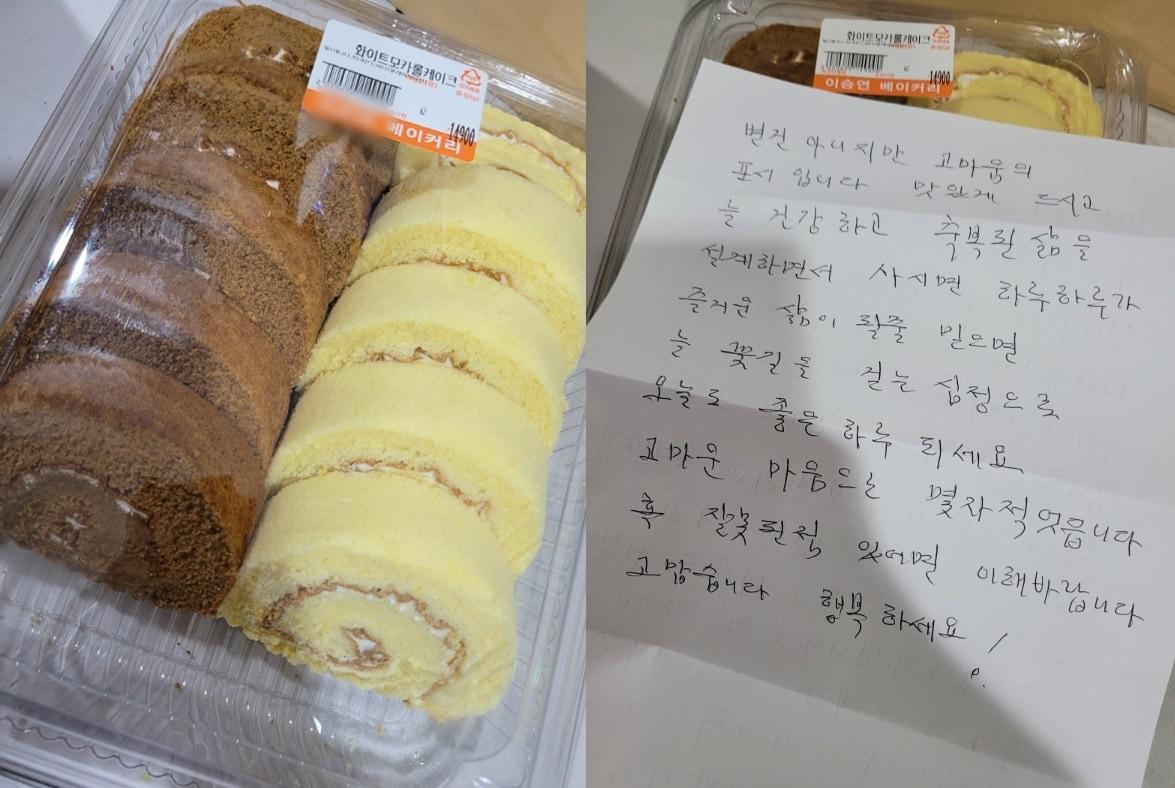 화이트모카롤케이크
14900
베이커리
화이트모카롤케이크
14900
이승연 베이커리
변건 아니지만 고마움의
표시 입니다 맛있게 드시고
늘 건강하고 축복된 삶을
설계하면서 사시면 하루하루가
즐거운 삶이 될줄 믿으면
늘 꽃길을 걷는 심정으로
오늘도 좋은 하루 되세요
고마운 마음으로 몇자적엇읍니다
혹 잘못된점 있어면 이해바랍니다
고맙습니다 행복하세요!